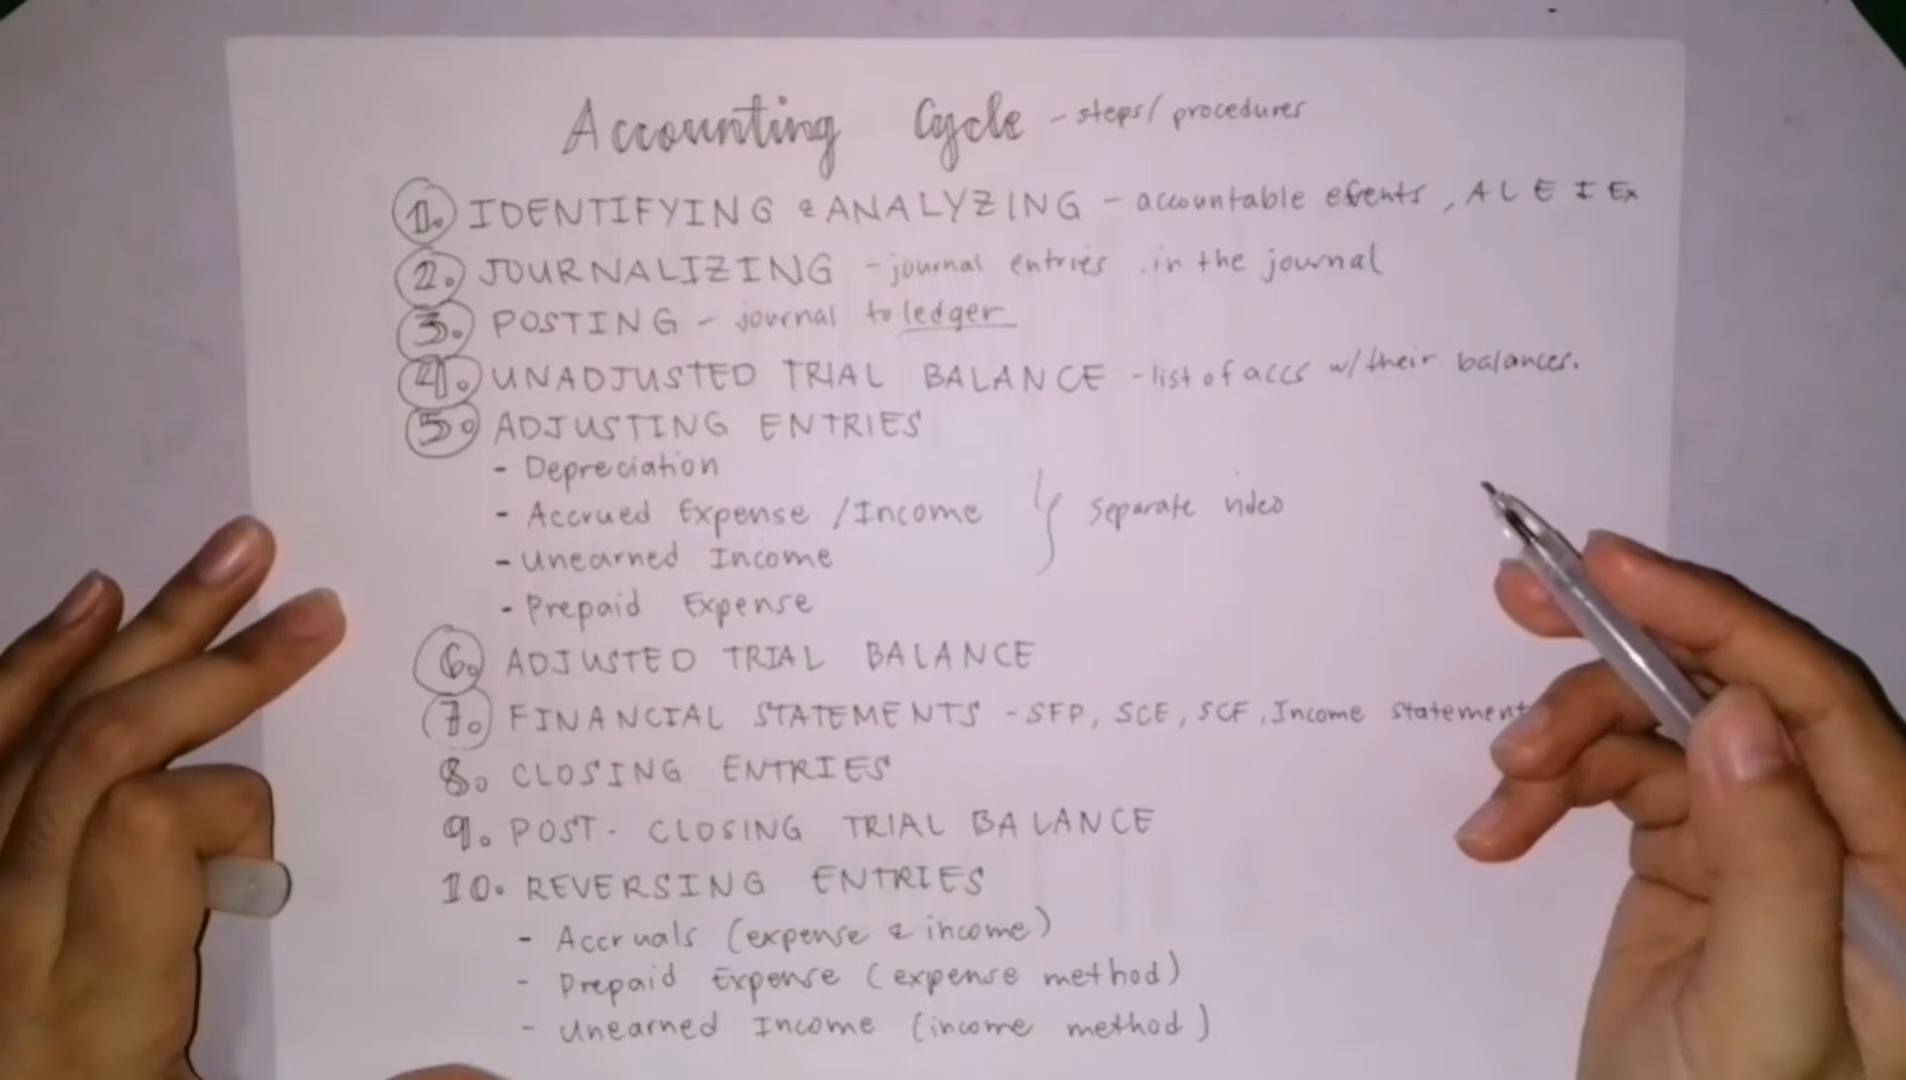 Accounting Cycle - steps/procedures
1. IDENTIFYING & ANALYZING - accountable events, A L E I Ex
2. JOURNALIZING - journal entries in the journal
3. POSTING - journal to ledger
4. UNADJUSTED TRIAL BALANCE - list of accs w/ their balances.
5. ADJUSTING ENTRIES
- Depreciation
- Accrued Expense /Income } separate video
- Unearned Income
- Prepaid Expense
6. ADJUSTED TRIAL BALANCE
7. FINANCIAL STATEMENTS - SFP, SCE, SCF, Income Statement
8. CLOSING ENTRIES
9. POST-CLOSING TRIAL BALANCE
10. REVERSING ENTRIES
- Accruals (expense & income)
- Prepaid Expense (expense method)
- Unearned Income (income method)